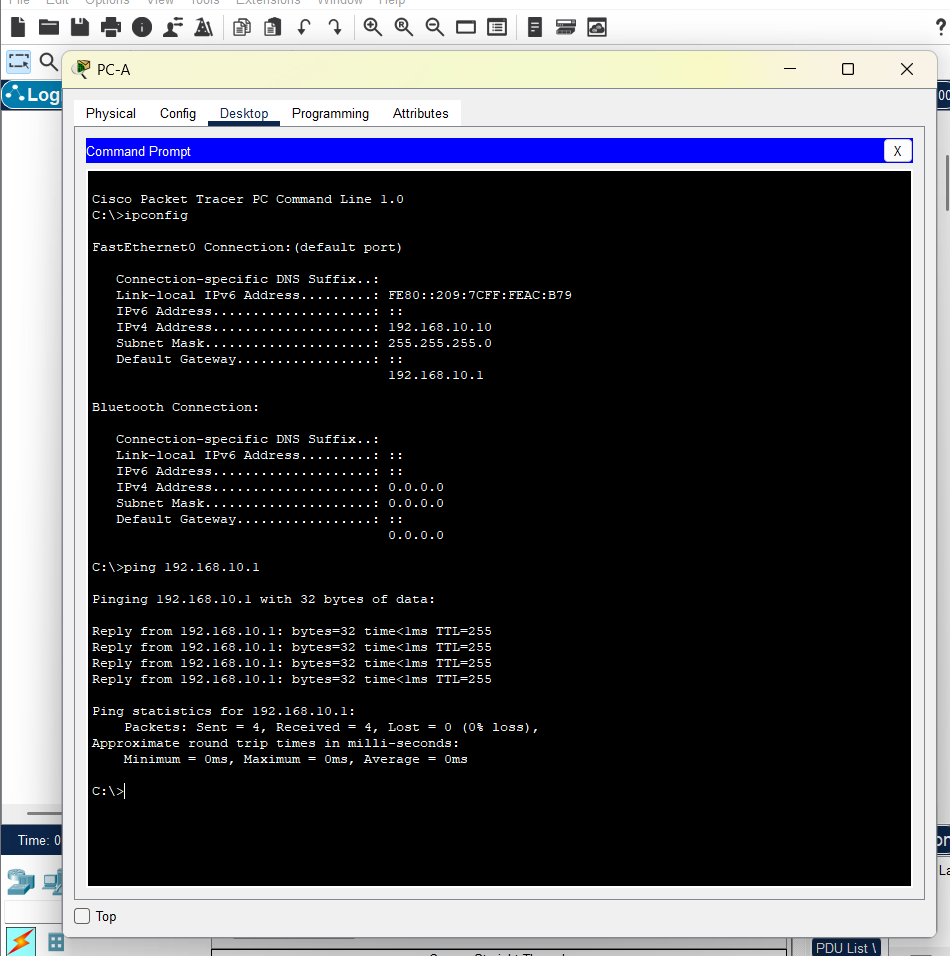 File Edit Options View Tools Extensions Window Help
?
PC-A
Log
Physical Config Desktop Programming Attributes
Command Prompt X
Cisco Packet Tracer PC Command Line 1.0
C:\>ipconfig
FastEthernet0 Connection:(default port)
Connection-specific DNS Suffix..:
Link-local IPv6 Address.........: FE80::209:7CFF:FEAC:B79
IPv6 Address....................: ::
IPv4 Address....................: 192.168.10.10
Subnet Mask.....................: 255.255.255.0
Default Gateway.................: ::
192.168.10.1
Bluetooth Connection:
Connection-specific DNS Suffix..:
Link-local IPv6 Address.........: ::
IPv6 Address....................: ::
IPv4 Address....................: 0.0.0.0
Subnet Mask.....................: 0.0.0.0
Default Gateway.................: ::
0.0.0.0
C:\>ping 192.168.10.1
Pinging 192.168.10.1 with 32 bytes of data:
Reply from 192.168.10.1: bytes=32 time<1ms TTL=255
Reply from 192.168.10.1: bytes=32 time<1ms TTL=255
Reply from 192.168.10.1: bytes=32 time<1ms TTL=255
Reply from 192.168.10.1: bytes=32 time<1ms TTL=255
Ping statistics for 192.168.10.1:
Packets: Sent = 4, Received = 4, Lost = 0 (0% loss),
Approximate round trip times in milli-seconds:
Minimum = 0ms, Maximum = 0ms, Average = 0ms
C:\>
Time: 0
Top
PDU List \